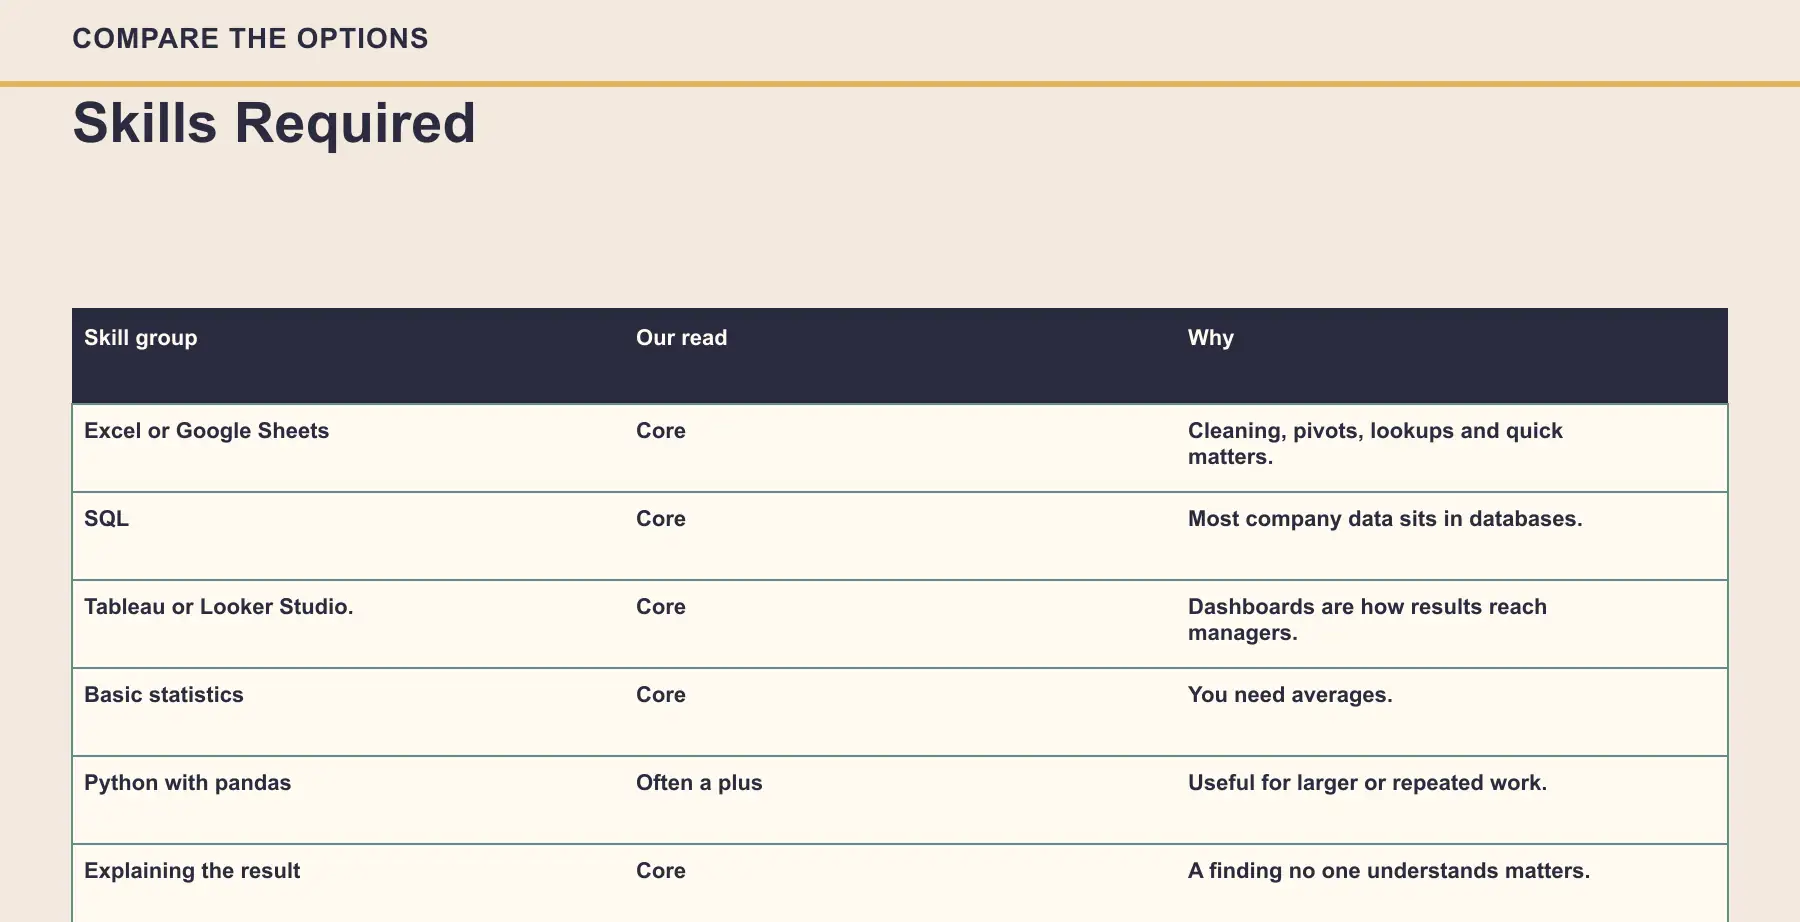 COMPARE THE OPTIONS
Skills Required
Skill group Our read Why
Excel or Google Sheets Core Cleaning, pivots, lookups and quick
matters.
SQL Core Most company data sits in databases.
Tableau or Looker Studio. Core Dashboards are how results reach
managers.
Basic statistics Core You need averages.
Python with pandas Often a plus Useful for larger or repeated work.
Explaining the result Core A finding no one understands matters.